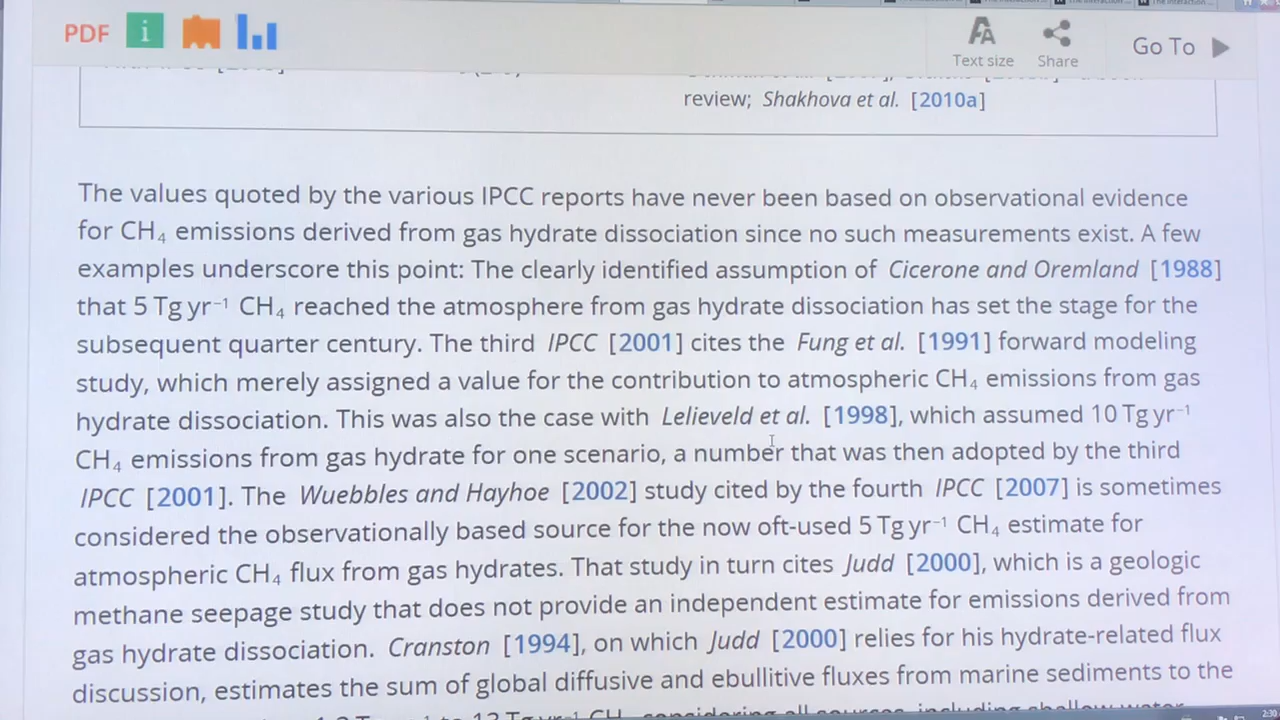 PDF i
Text size Share Go To
review; Shakhova et al. [2010a]
The values quoted by the various IPCC reports have never been based on observational evidence
for CH₄ emissions derived from gas hydrate dissociation since no such measurements exist. A few
examples underscore this point: The clearly identified assumption of Cicerone and Oremland [1988]
that 5 Tg yr⁻¹ CH₄ reached the atmosphere from gas hydrate dissociation has set the stage for the
subsequent quarter century. The third IPCC [2001] cites the Fung et al. [1991] forward modeling
study, which merely assigned a value for the contribution to atmospheric CH₄ emissions from gas
hydrate dissociation. This was also the case with Lelieveld et al. [1998], which assumed 10 Tg yr⁻¹
CH₄ emissions from gas hydrate for one scenario, a number that was then adopted by the third
IPCC [2001]. The Wuebbles and Hayhoe [2002] study cited by the fourth IPCC [2007] is sometimes
considered the observationally based source for the now oft-used 5 Tg yr⁻¹ CH₄ estimate for
atmospheric CH₄ flux from gas hydrates. That study in turn cites Judd [2000], which is a geologic
methane seepage study that does not provide an independent estimate for emissions derived from
gas hydrate dissociation. Cranston [1994], on which Judd [2000] relies for his hydrate-related flux
discussion, estimates the sum of global diffusive and ebullitive fluxes from marine sediments to the
CH₄ considering all sources, including shallow water
2:30